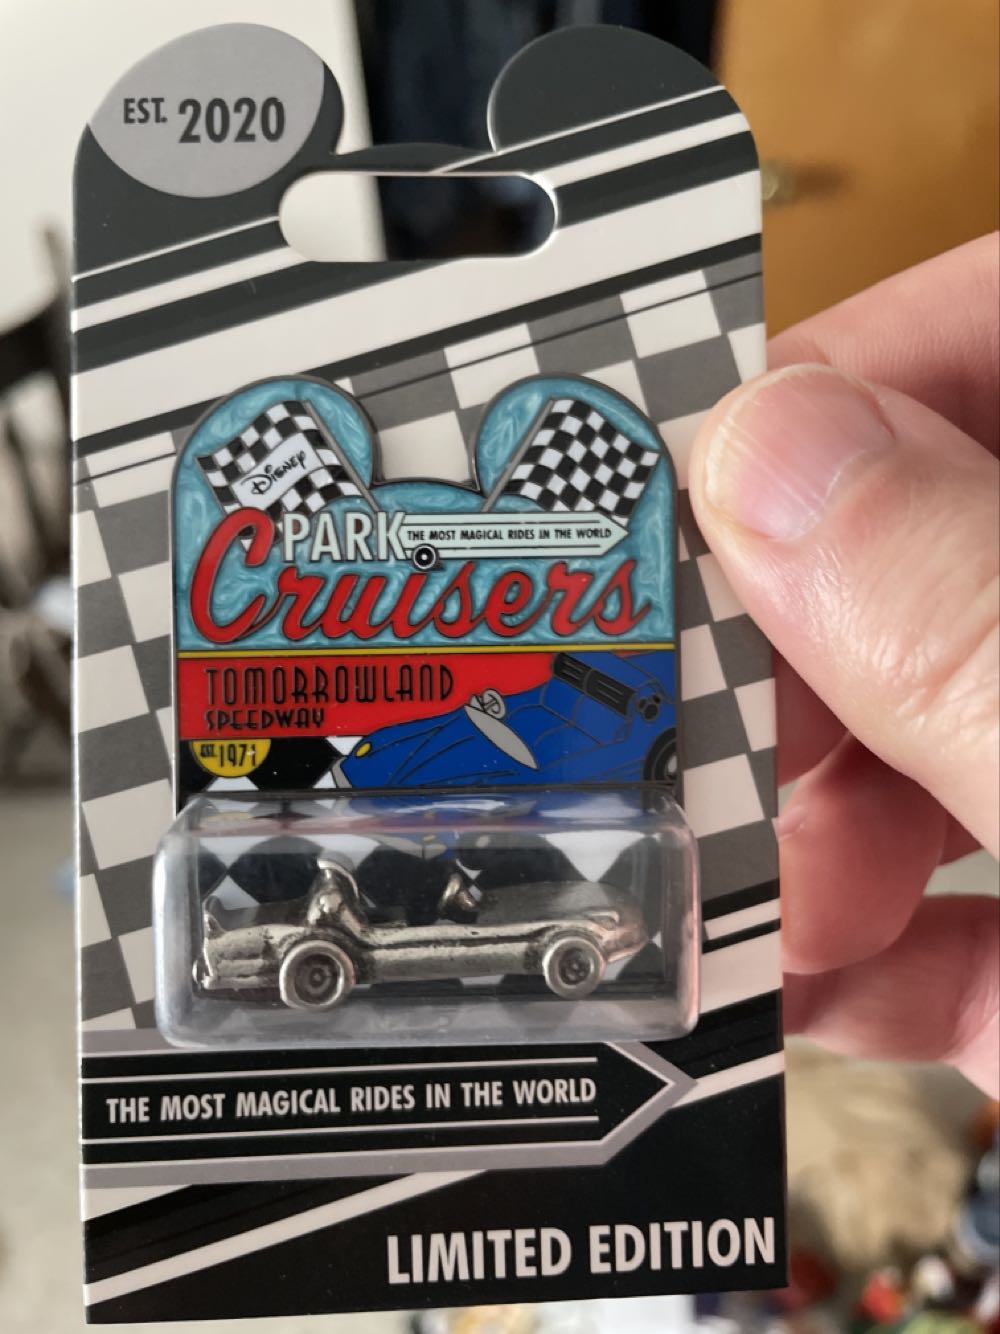 EST. 2020
DISNEY
PARK
THE MOST MAGICAL RIDES IN THE WORLD
Cruisers
TOMORROWLAND
SPEEDWAY
EST. 1971
THE MOST MAGICAL RIDES IN THE WORLD
LIMITED EDITION